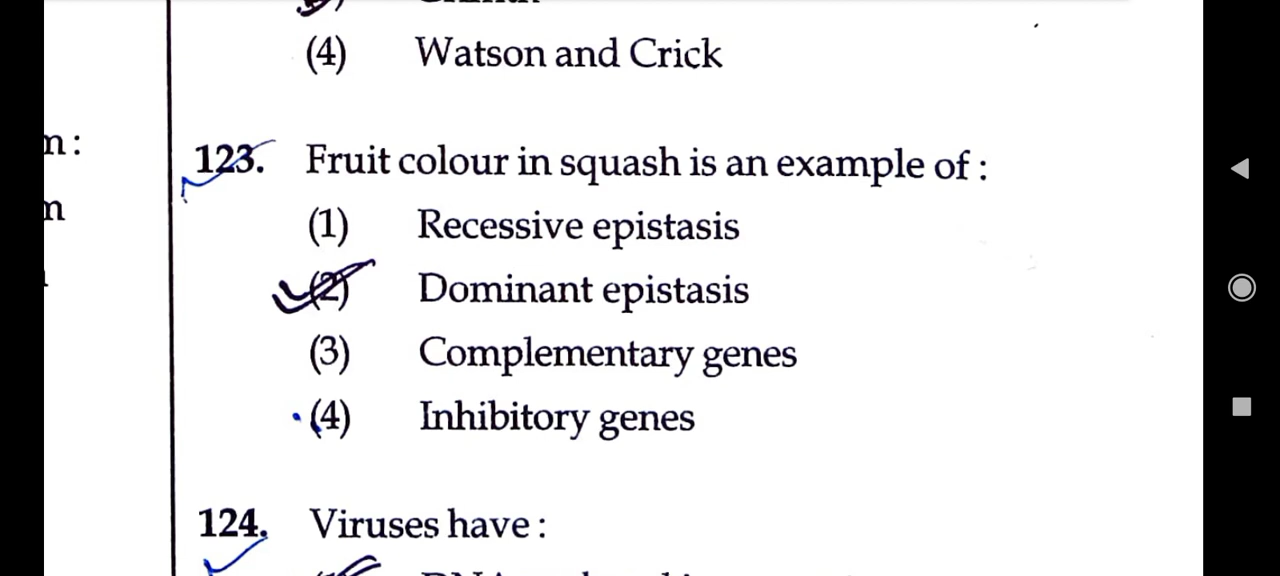 (4) Watson and Crick
n :
123. Fruit colour in squash is an example of :
n
(1) Recessive epistasis
(2) Dominant epistasis
(3) Complementary genes
(4) Inhibitory genes
124. Viruses have :